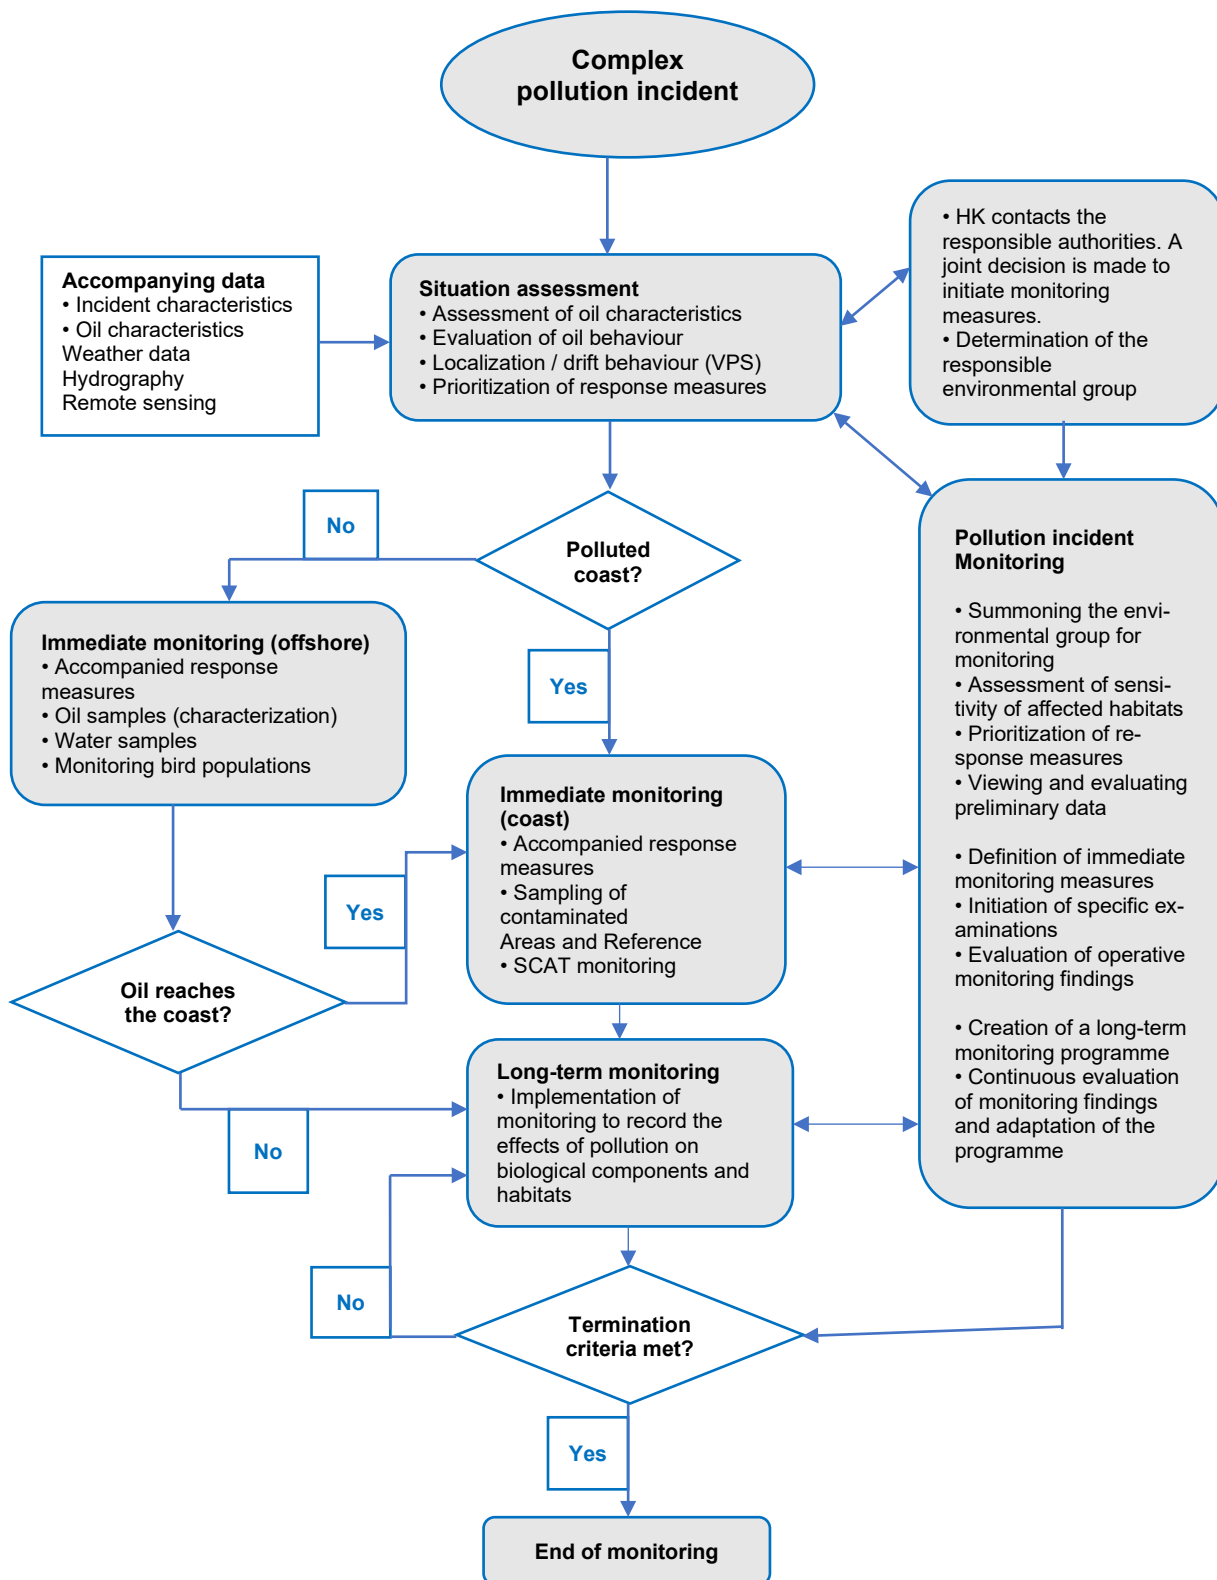 Complex
pollution incident
• HK contacts the
responsible authorities. A
joint decision is made to
initiate monitoring
measures.
• Determination of the
responsible
environmental group
Accompanying data
• Incident characteristics
• Oil characteristics
Weather data
Hydrography
Remote sensing
Situation assessment
• Assessment of oil characteristics
• Evaluation of oil behaviour
• Localization / drift behaviour (VPS)
• Prioritization of response measures
No
Polluted
coast?
Pollution incident
Monitoring
• Summoning the envi-
ronmental group for
monitoring
• Assessment of sensi-
tivity of affected habitats
• Prioritization of re-
sponse measures
• Viewing and evaluating
preliminary data
• Definition of immediate
monitoring measures
• Initiation of specific ex-
aminations
• Evaluation of operative
monitoring findings
• Creation of a long-term
monitoring programme
• Continuous evaluation
of monitoring findings
and adaptation of the
programme
Immediate monitoring (offshore)
• Accompanied response
measures
• Oil samples (characterization)
• Water samples
• Monitoring bird populations
Yes
Immediate monitoring
(coast)
• Accompanied response
measures
• Sampling of
contaminated
Areas and Reference
• SCAT monitoring
Yes
Oil reaches
the coast?
Long-term monitoring
• Implementation of
monitoring to record the
effects of pollution on
biological components and
habitats
No
No
Termination
criteria met?
Yes
End of monitoring